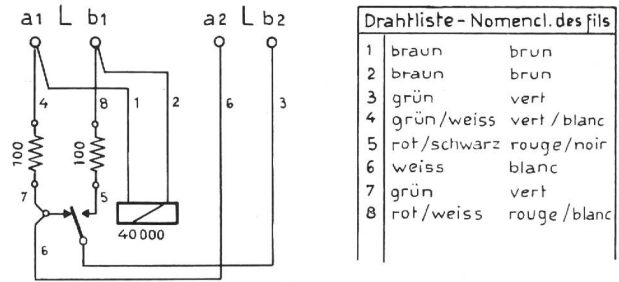 a1 L b1 a2 L b2
4 8 1 2 6 3
100 100
7 5
40000
6
Drahtliste - Nomencl. des fils
1 braun brun
2 braun brun
3 grün vert
4 grün/weiss vert/blanc
5 rot/schwarz rouge/noir
6 weiss blanc
7 grün vert
8 rot/weiss rouge/blanc